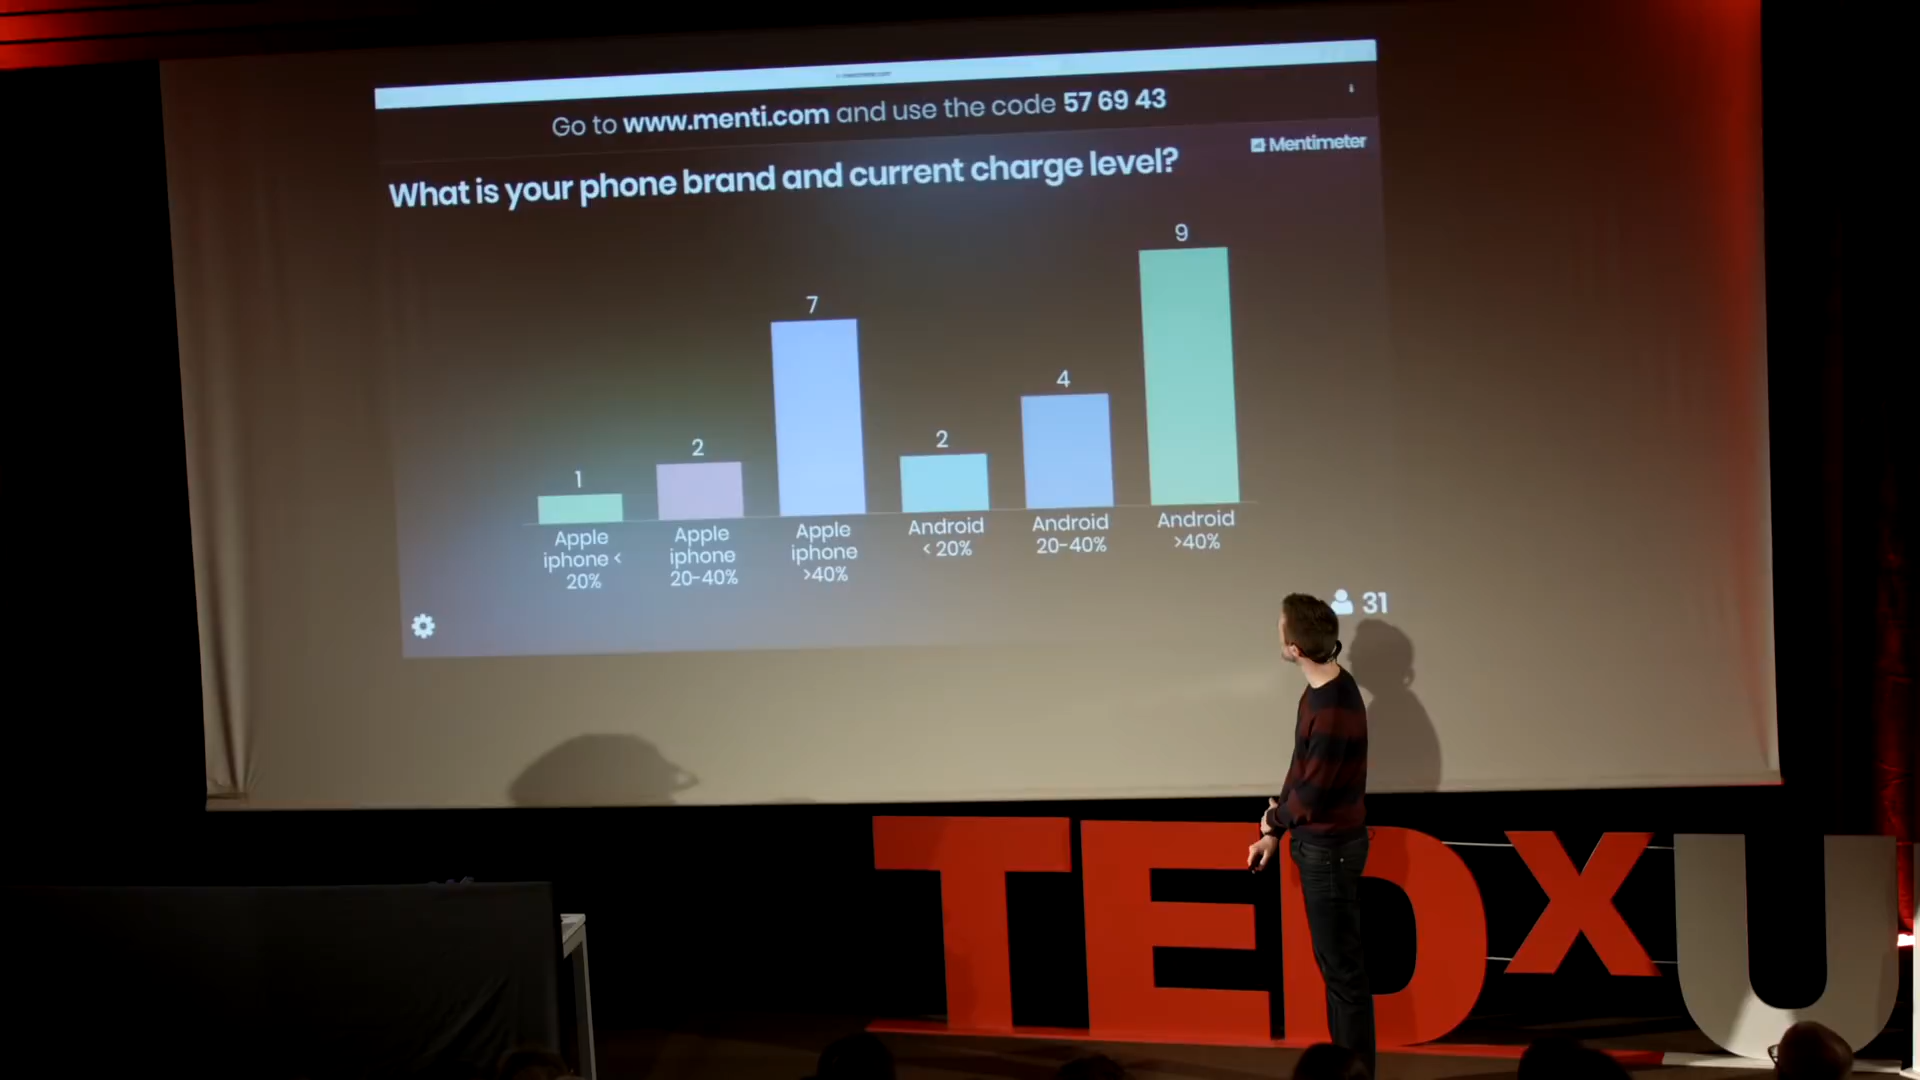 Go to www.menti.com and use the code 57 69 43
Mentimeter
What is your phone brand and current charge level?
1
2
7
2
4
9
Apple
iphone <
20%
Apple
iphone
20-40%
Apple
iphone
>40%
Android
< 20%
Android
20-40%
Android
>40%
31
TEDxU